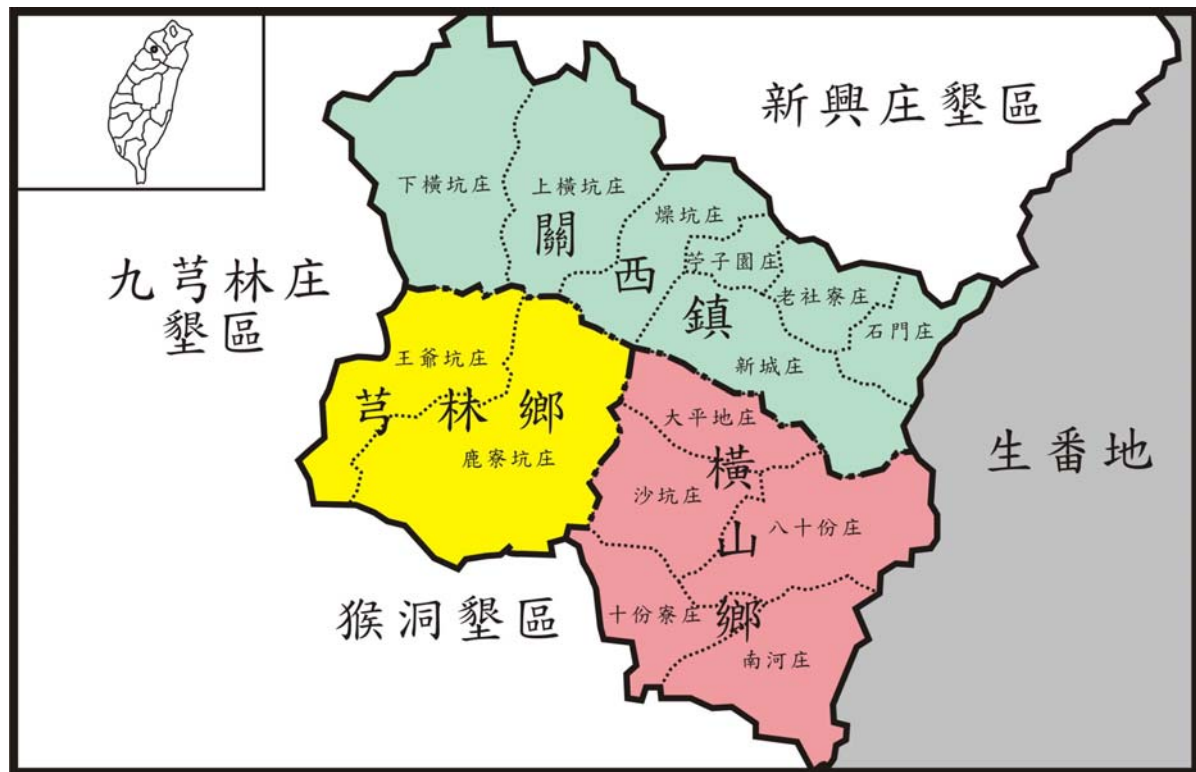 新興庄墾區
下橫坑庄
上橫坑庄
燥坑庄
關西鎮
苧子園庄
九芎林庄
墾區
老社寮庄
石門庄
王爺坑庄
新城庄
芎林鄉
大平地庄
鹿寮坑庄
橫山鄉
生番地
沙坑庄
八十份庄
猴洞墾區
十份寮庄
南河庄